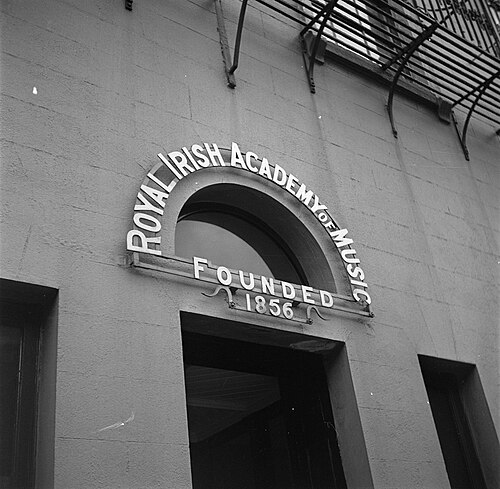 ROYAL IRISH ACADEMY OF MUSIC
FOUNDED
1856